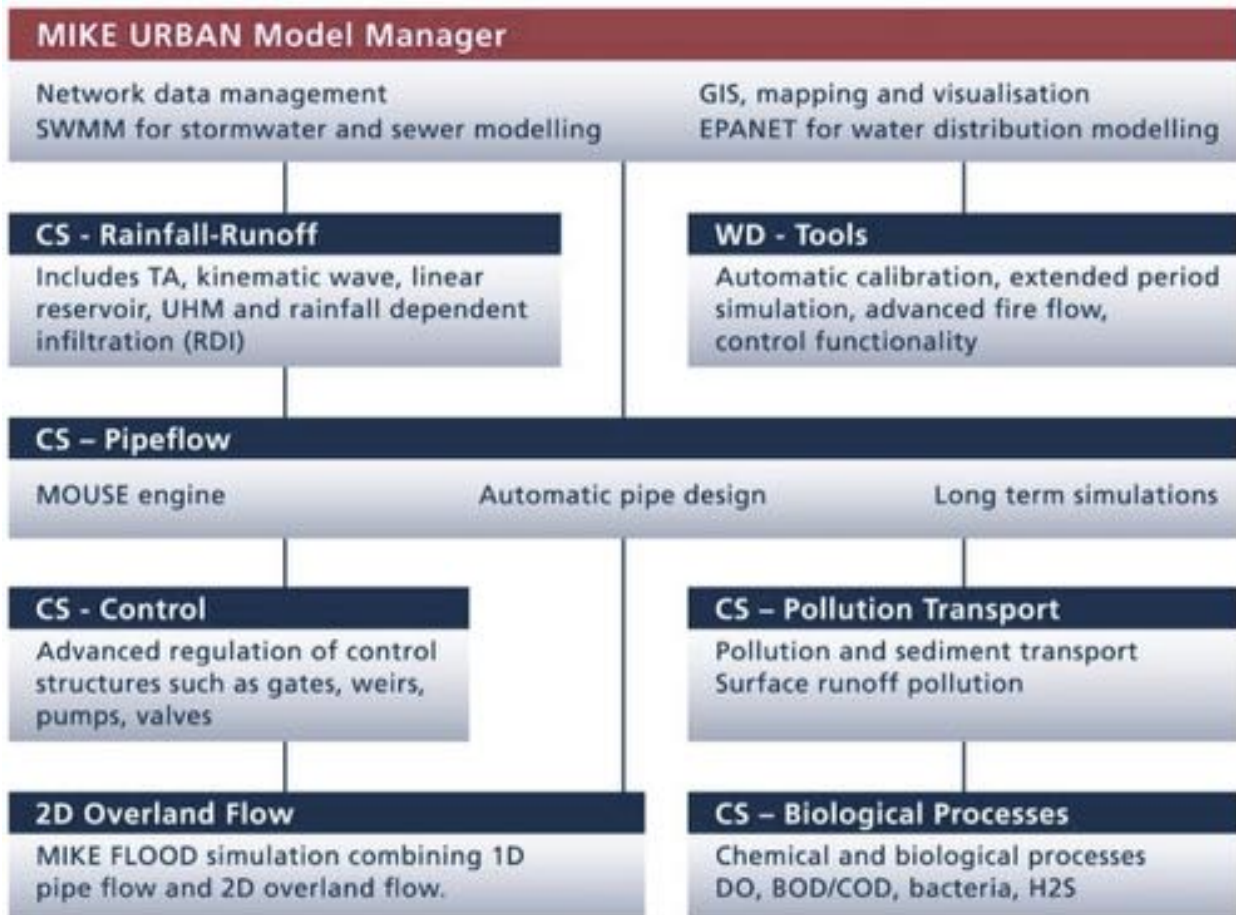 MIKE URBAN Model Manager
Network data management
SWMM for stormwater and sewer modelling
GIS, mapping and visualisation
EPANET for water distribution modelling
CS - Rainfall-Runoff
Includes TA, kinematic wave, linear
reservoir, UHM and rainfall dependent
infiltration (RDI)
WD - Tools
Automatic calibration, extended period
simulation, advanced fire flow,
control functionality
CS – Pipeflow
MOUSE engine
Automatic pipe design
Long term simulations
CS - Control
Advanced regulation of control
structures such as gates, weirs,
pumps, valves
CS – Pollution Transport
Pollution and sediment transport
Surface runoff pollution
2D Overland Flow
MIKE FLOOD simulation combining 1D
pipe flow and 2D overland flow.
CS – Biological Processes
Chemical and biological processes
DO, BOD/COD, bacteria, H2S